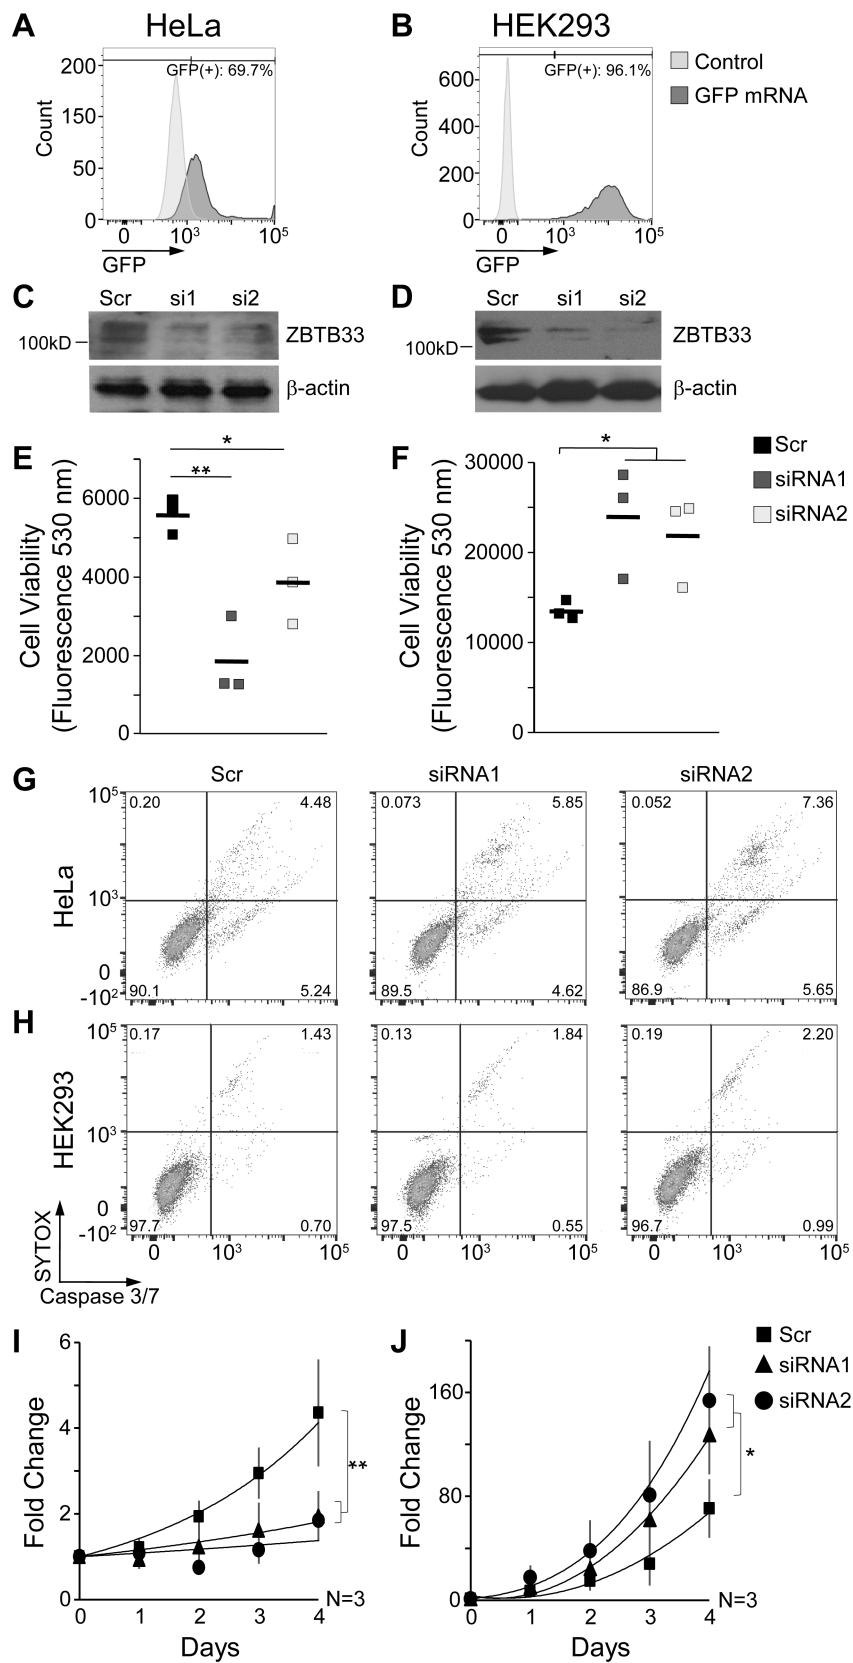 A HeLa
B HEK293
GFP(+): 69.7%
200
150
50
0
Count
0 10³ 10⁵
GFP
GFP(+): 96.1%
600
400
200
0
Count
0 10³ 10⁵
GFP
Control
GFP mRNA
C Scr si1 si2
ZBTB33
100kD
β-actin
D Scr si1 si2
ZBTB33
100kD
β-actin
E
* 
**
6000
4000
2000
0
Cell Viability
(Fluorescence 530 nm)
F
*
30000
20000
10000
0
Cell Viability
(Fluorescence 530 nm)
Scr
siRNA1
siRNA2
G Scr siRNA1 siRNA2
HeLa
10⁵
10³
0
-10²
0.20 4.48
90.1 5.24
0.073 5.85
89.5 4.62
0.052 7.36
86.9 5.65
H
HEK293
10⁵
10³
0
-10²
0.17 1.43
97.7 0.70
0.13 1.84
97.5 0.55
0.19 2.20
96.7 0.99
0 10³ 10⁵
0 10³ 10⁵
0 10³ 10⁵
SYTOX
Caspase 3/7
I
6
4
2
0
Fold Change
**
0 1 2 3 4 N=3
Days
J
160
80
0
Fold Change
*
0 1 2 3 4 N=3
Days
Scr
siRNA1
siRNA2